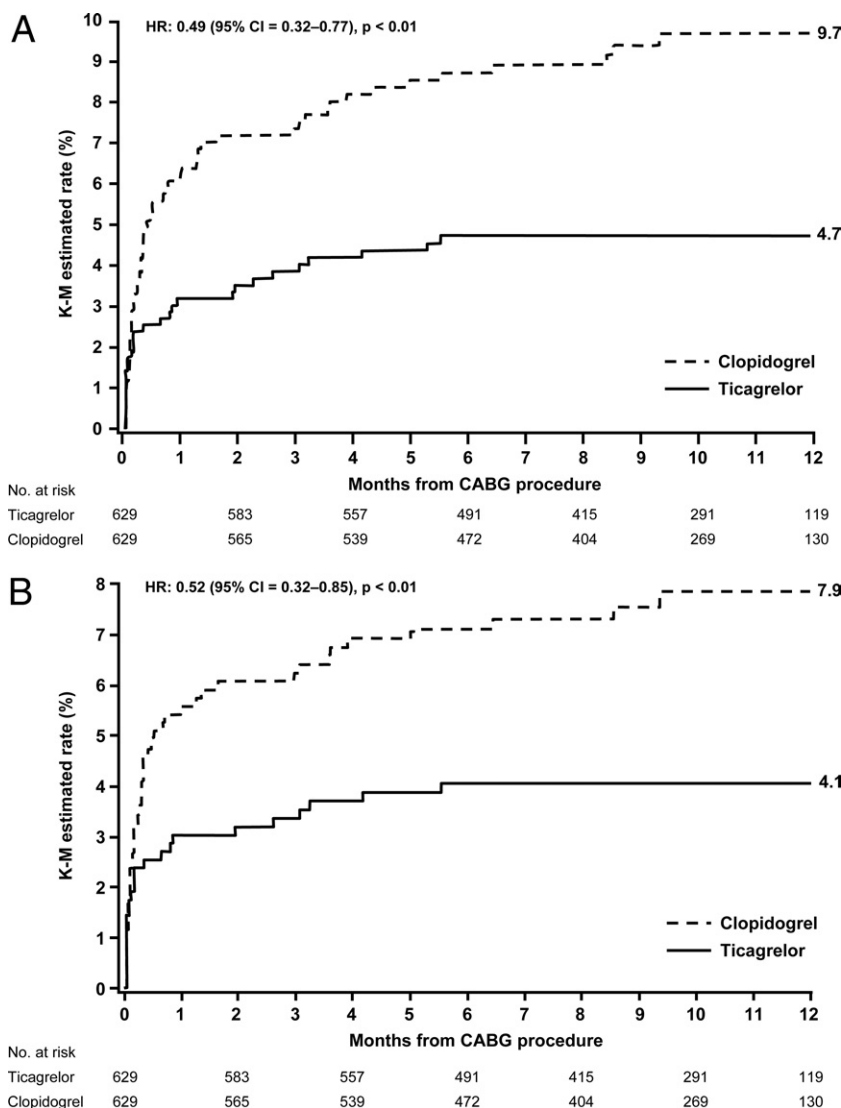 A
HR: 0.49 (95% CI = 0.32–0.77), p < 0.01
10
9
8
7
6
5
4
3
2
1
0
K-M estimated rate (%)
9.7
4.7
Clopidogrel
Ticagrelor
0 1 2 3 4 5 6 7 8 9 10 11 12
Months from CABG procedure
No. at risk
Ticagrelor 629 583 557 491 415 291 119
Clopidogrel 629 565 539 472 404 269 130
B
HR: 0.52 (95% CI = 0.32–0.85), p < 0.01
8
7
6
5
4
3
2
1
0
K-M estimated rate (%)
7.9
4.1
Clopidogrel
Ticagrelor
0 1 2 3 4 5 6 7 8 9 10 11 12
Months from CABG procedure
No. at risk
Ticagrelor 629 583 557 491 415 291 119
Clopidogrel 629 565 539 472 404 269 130